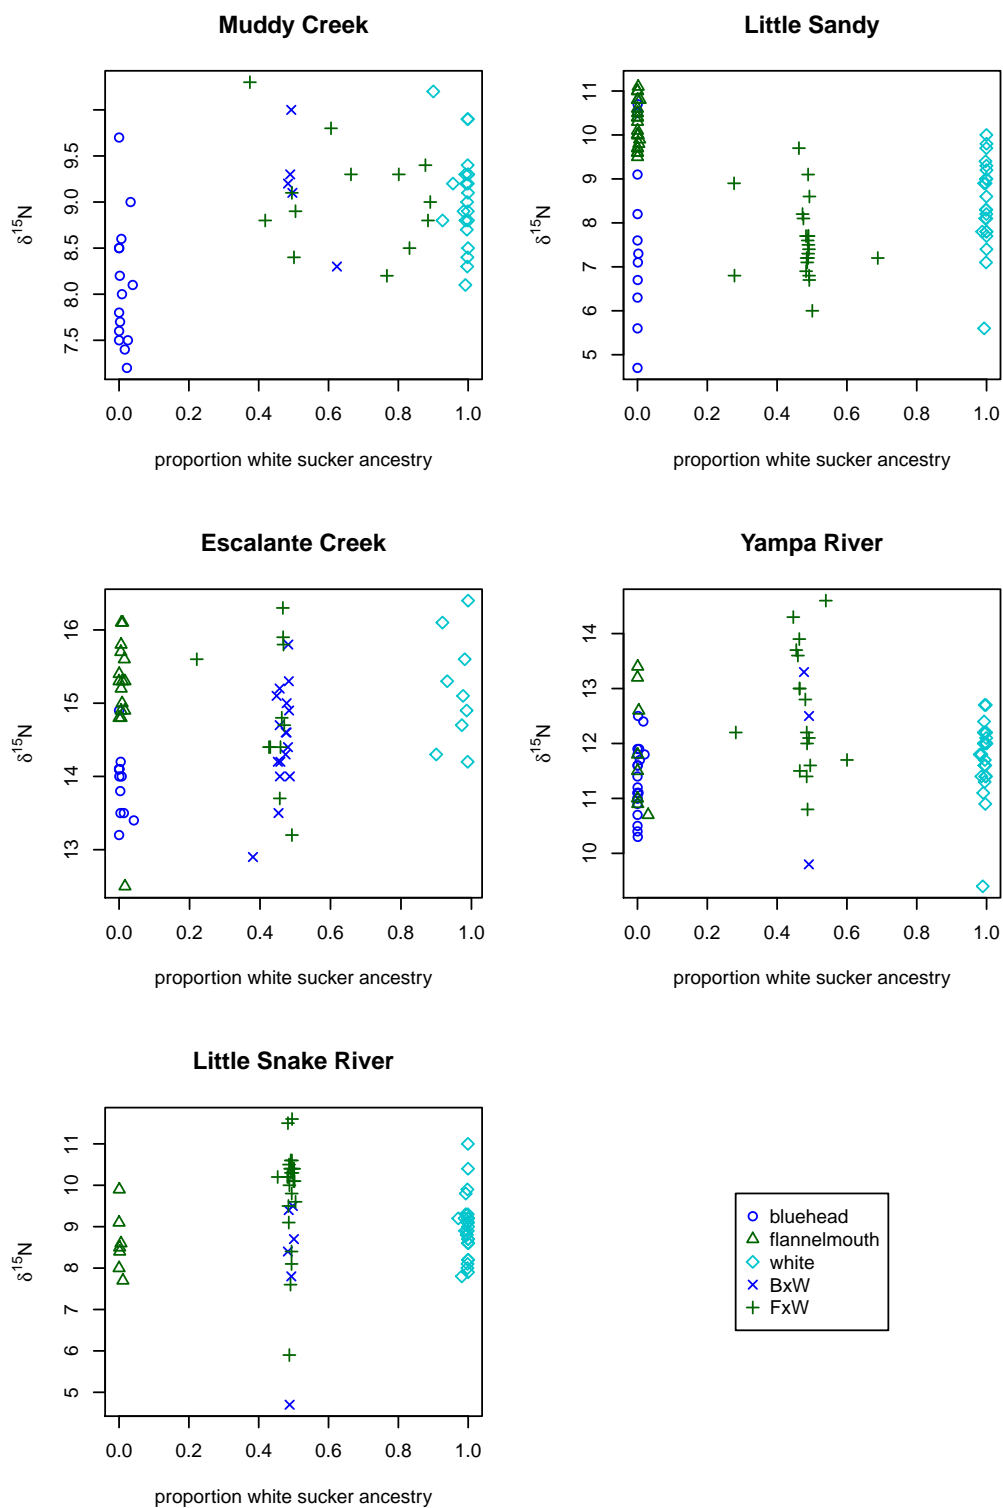 Muddy Creek
δ15N
7.5 8.0 8.5 9.0 9.5
0.0 0.2 0.4 0.6 0.8 1.0
proportion white sucker ancestry
Little Sandy
δ15N
5 6 7 8 9 10 11
0.0 0.2 0.4 0.6 0.8 1.0
proportion white sucker ancestry
Escalante Creek
δ15N
13 14 15 16
0.0 0.2 0.4 0.6 0.8 1.0
proportion white sucker ancestry
Yampa River
δ15N
10 11 12 13 14
0.0 0.2 0.4 0.6 0.8 1.0
proportion white sucker ancestry
Little Snake River
δ15N
5 6 7 8 9 10 11
0.0 0.2 0.4 0.6 0.8 1.0
proportion white sucker ancestry
bluehead
flannelmouth
white
BxW
FxW